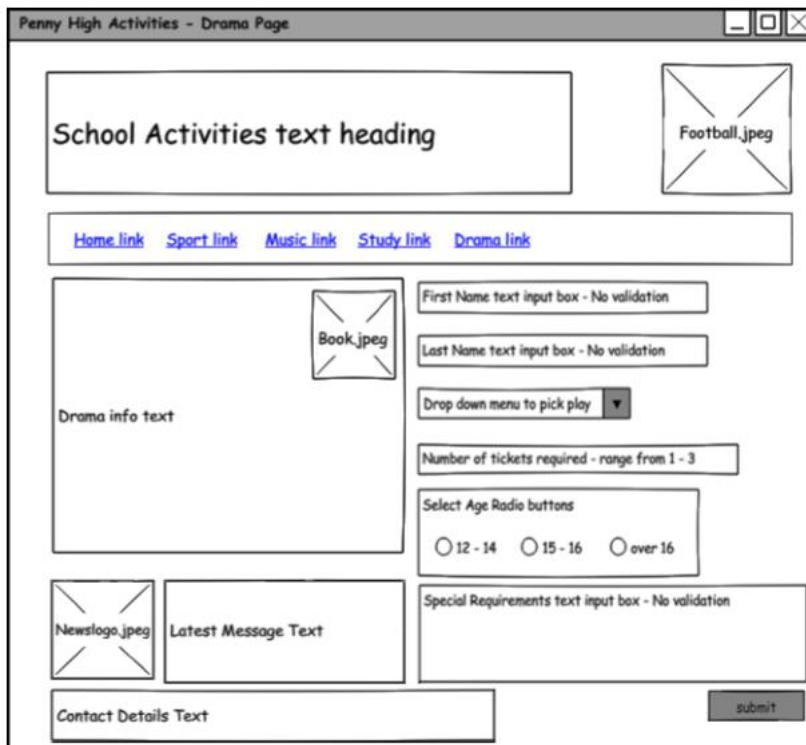 Penny High Activities - Drama Page
School Activities text heading
Football.jpeg
Home link Sport link Music link Study link Drama link
Book.jpeg
Drama info text
First Name text input box - No validation
Last Name text input box - No validation
Drop down menu to pick play
Number of tickets required - range from 1 - 3
Select Age Radio buttons
12 - 14 15 - 16 over 16
Newslogo.jpeg
Latest Message Text
Special Requirements text input box - No validation
Contact Details Text
submit